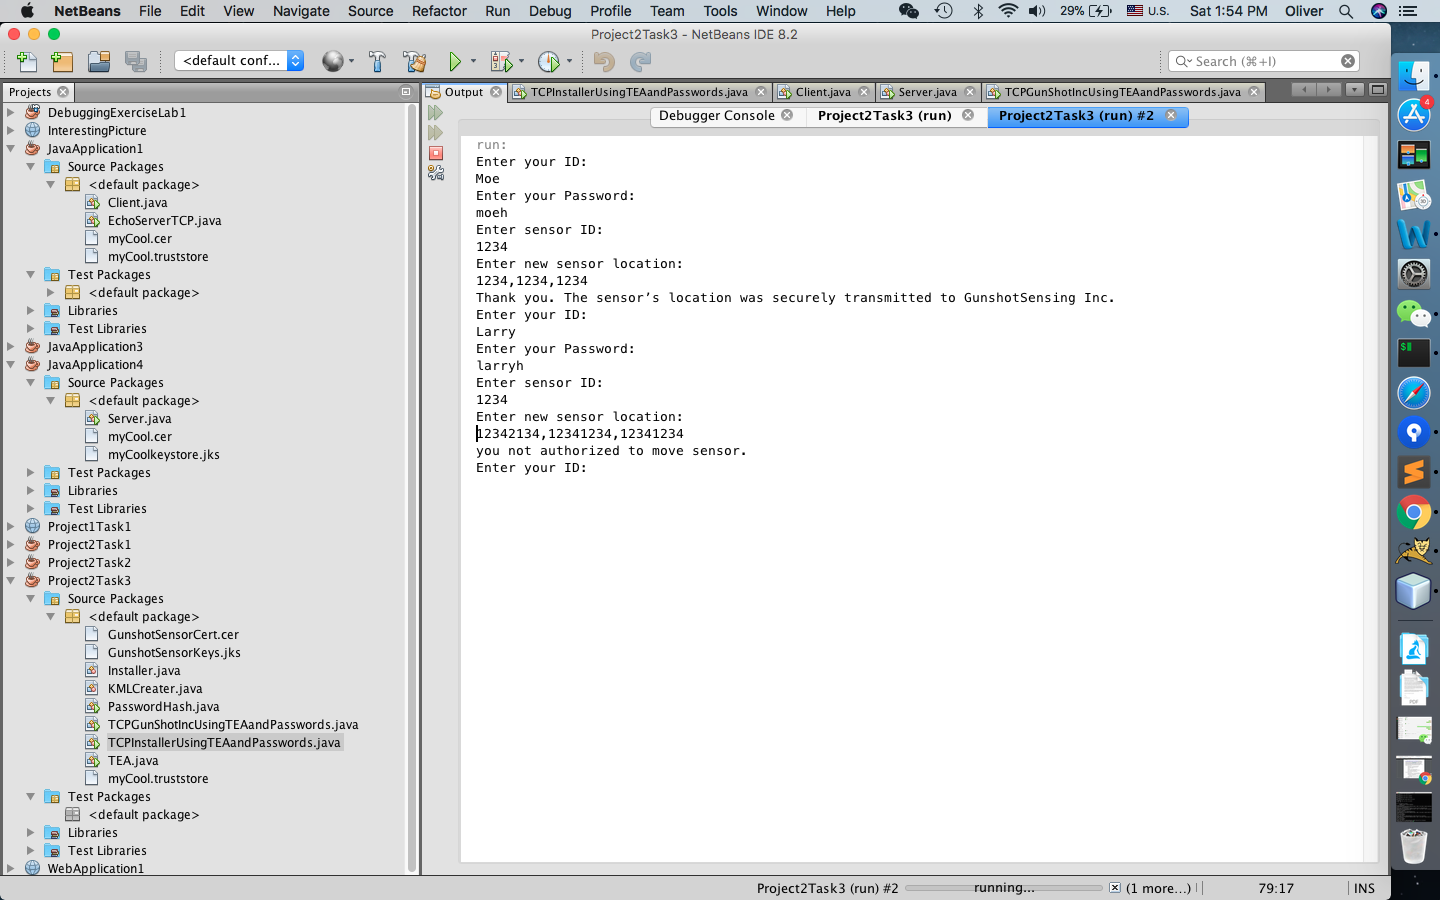 NetBeans File Edit View Navigate Source Refactor Run Debug Profile Team Tools Window Help 29% U.S. Sat 1:54 PM Oliver
Project2Task3 - NetBeans IDE 8.2
<default conf... Search (⌘+I)
Projects
DebuggingExerciseLab1
InterestingPicture
JavaApplication1
Source Packages
<default package>
Client.java
EchoServerTCP.java
myCool.cer
myCool.truststore
Test Packages
<default package>
Libraries
Test Libraries
JavaApplication3
JavaApplication4
Source Packages
<default package>
Server.java
myCool.cer
myCoolkeystore.jks
Test Packages
Libraries
Test Libraries
Project1Task1
Project2Task1
Project2Task2
Project2Task3
Source Packages
<default package>
GunshotSensorCert.cer
GunshotSensorKeys.jks
Installer.java
KMLCreater.java
PasswordHash.java
TCPGunShotIncUsingTEAandPasswords.java
TCPInstallerUsingTEAandPasswords.java
TEA.java
myCool.truststore
Test Packages
<default package>
Libraries
Test Libraries
WebApplication1
Output TCPInstallerUsingTEAandPasswords.java Client.java Server.java TCPGunShotIncUsingTEAandPasswords.java
Debugger Console Project2Task3 (run) Project2Task3 (run) #2
run:
Enter your ID:
Moe
Enter your Password:
moeh
Enter sensor ID:
1234
Enter new sensor location:
1234,1234,1234
Thank you. The sensor’s location was securely transmitted to GunshotSensing Inc.
Enter your ID:
Larry
Enter your Password:
larryh
Enter sensor ID:
1234
Enter new sensor location:
12342134,12341234,12341234
you not authorized to move sensor.
Enter your ID:
Project2Task3 (run) #2 running... (1 more...) 79:17 INS
4
PDF